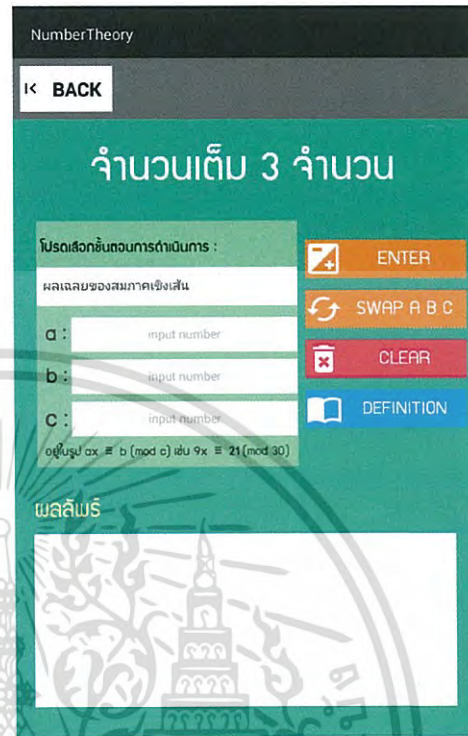 NumberTheory
BACK
จำนวนเต็ม 3 จำนวน
โปรดเลือกขั้นตอนการดำเนินการ :
ผลเฉลยของสมภาคเชิงเส้น
a : input number
b : input number
c : input number
อยู่ในรูป ax ≡ b (mod c) เช่น 9x ≡ 21 (mod 30)
ENTER
SWAP A B C
CLEAR
DEFINITION
ผลลัพธ์